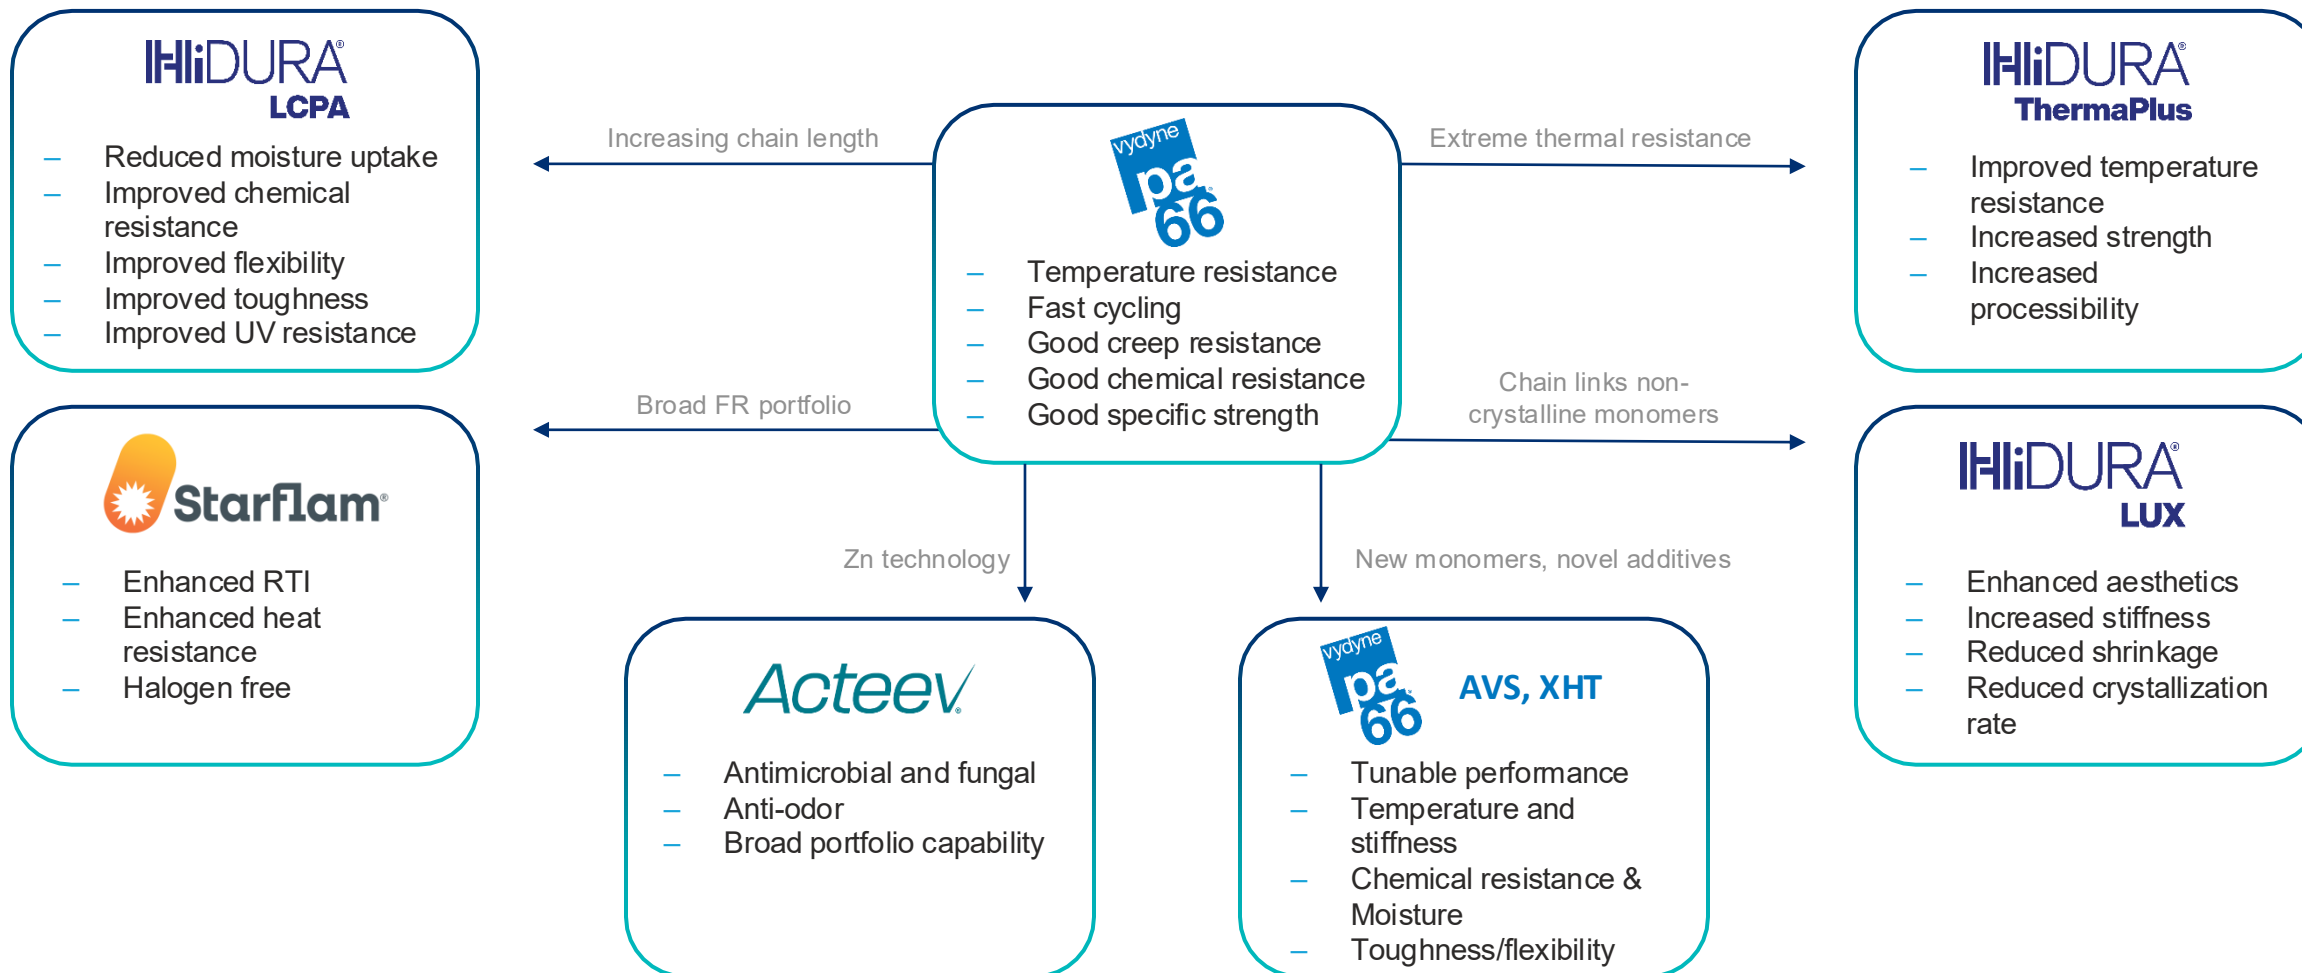 HiDURA®
LCPA
– Reduced moisture uptake
– Improved chemical
resistance
– Improved flexibility
– Improved toughness
– Improved UV resistance
Increasing chain length
vydyne
pa®
66
– Temperature resistance
– Fast cycling
– Good creep resistance
– Good chemical resistance
– Good specific strength
Extreme thermal resistance
HiDURA®
ThermaPlus
– Improved temperature
resistance
– Increased strength
– Increased
processibility
Broad FR portfolio
Chain links non-
crystalline monomers
Starflam®
– Enhanced RTI
– Enhanced heat
resistance
– Halogen free
Zn technology
New monomers, novel additives
HiDURA®
LUX
– Enhanced aesthetics
– Increased stiffness
– Reduced shrinkage
– Reduced crystallization
rate
Acteev®
– Antimicrobial and fungal
– Anti-odor
– Broad portfolio capability
vydyne
pa®
66
AVS, XHT
– Tunable performance
– Temperature and
stiffness
– Chemical resistance &
Moisture
– Toughness/flexibility